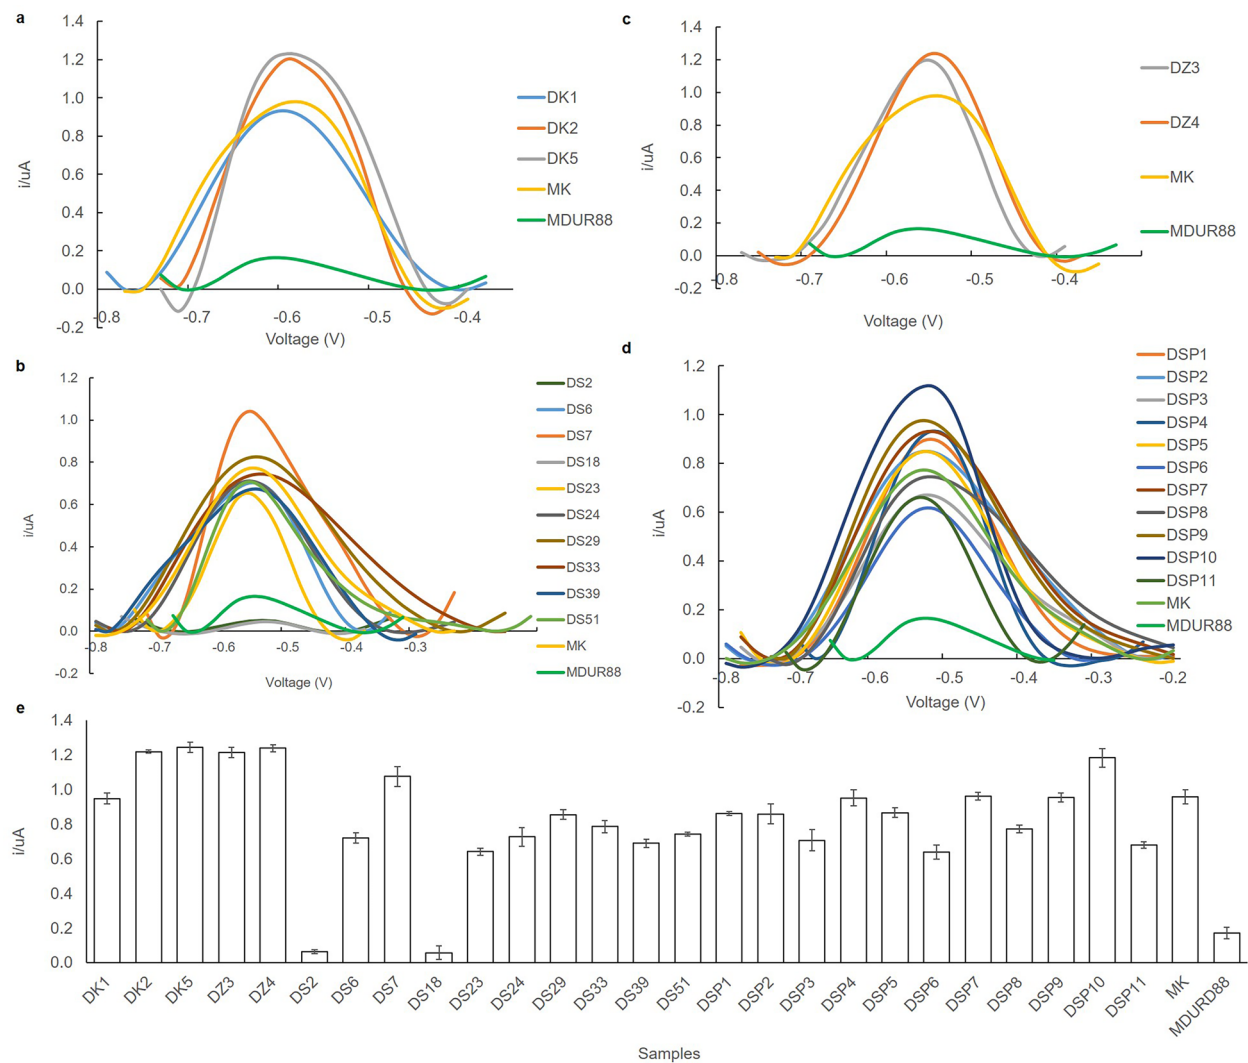 a
1.4
1.2
1.0
0.8
0.6
0.4
0.2
0.0
-0.2
i/uA
-0.8
-0.7
-0.6
-0.5
-0.4
Voltage (V)
DK1
DK2
DK5
MK
MDUR88
c
1.4
1.2
1.0
0.8
0.6
0.4
0.2
0.0
-0.2
i/uA
-0.8
-0.7
-0.6
-0.5
-0.4
Voltage (V)
DZ3
DZ4
MK
MDUR88
b
1.2
1.0
0.8
0.6
0.4
0.2
0.0
-0.2
i/uA
-0.8
-0.7
-0.6
-0.5
-0.4
-0.3
Voltage (V)
DS2
DS6
DS7
DS18
DS23
DS24
DS29
DS33
DS39
DS51
MK
MDUR88
d
1.2
1.0
0.8
0.6
0.4
0.2
0.0
-0.2
i/uA
-0.8
-0.7
-0.6
-0.5
-0.4
-0.3
-0.2
Voltage (V)
DSP1
DSP2
DSP3
DSP4
DSP5
DSP6
DSP7
DSP8
DSP9
DSP10
DSP11
MK
MDUR88
e
1.4
1.2
1.0
0.8
0.6
0.4
0.2
0.0
i/uA
DK1
DK2
DK5
DZ3
DZ4
DS2
DS6
DS7
DS18
DS23
DS24
DS29
DS33
DS39
DS51
DSP1
DSP2
DSP3
DSP4
DSP5
DSP6
DSP7
DSP8
DSP9
DSP10
DSP11
MK
MDURD88
Samples